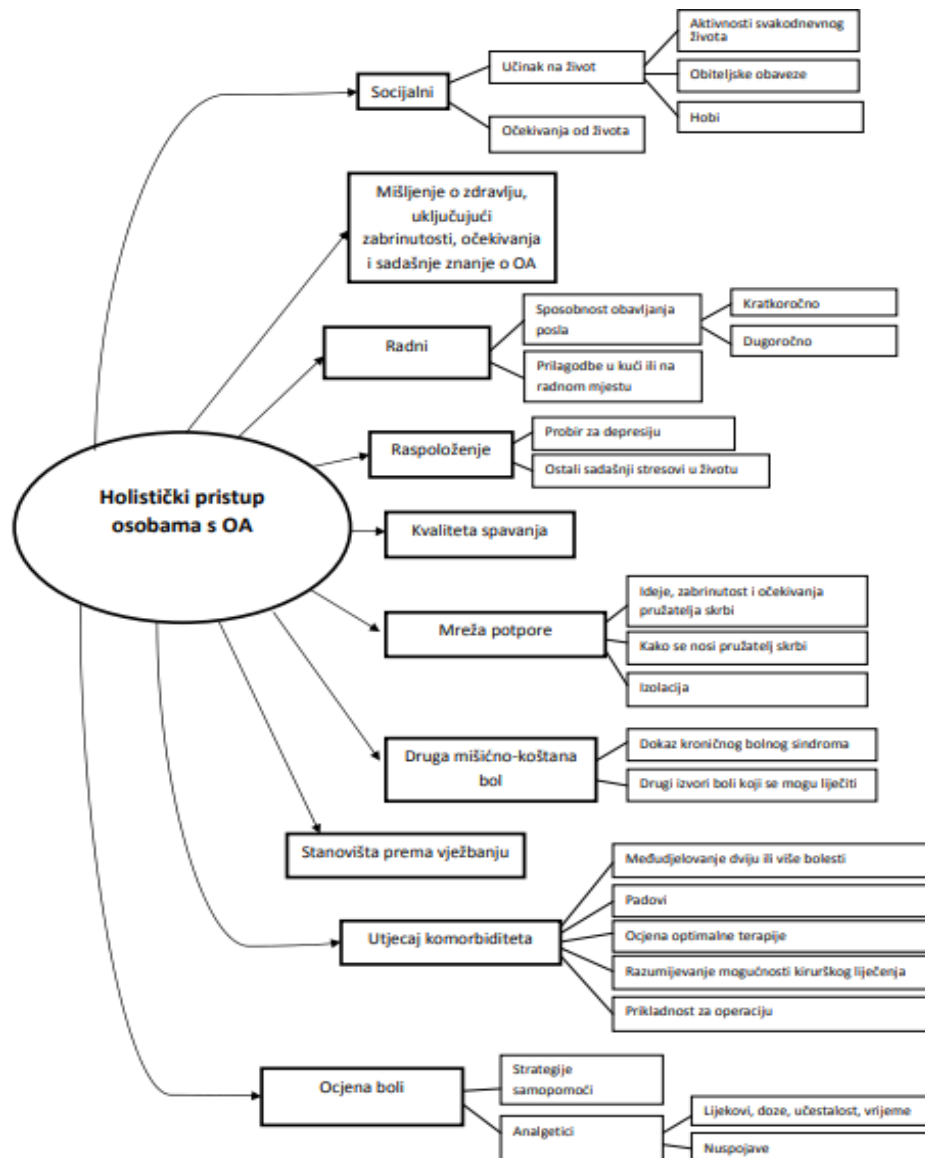 Aktivnosti svakodnevnog
života
Učinak na život
Obiteljske obaveze
Socijalni
Hobi
Očekivanja od života
Mišljenje o zdravlju,
uključujući
zabrinutosti, očekivanja
i sadašnje znanje o OA
Sposobnost obavljanja
posla
Kratkoročno
Dugoročno
Radni
Prilagodbe u kući ili na
radnom mjestu
Raspoloženje
Probir za depresiju
Ostali sadašnji stresovi u životu
Holistički pristup
osobama s OA
Kvaliteta spavanja
Mreža potpore
Ideje, zabrinutost i očekivanja
pružatelja skrbi
Kako se nosi pružatelj skrbi
Izolacija
Druga mišićno-koštana
bol
Dokaz kroničnog bolnog sindroma
Drugi izvori boli koji se mogu liječiti
Stanovišta prema vježbanju
Utjecaj komorbiditeta
Međudjelovanje dviju ili više bolesti
Padovi
Ocjena optimalne terapije
Razumijevanje mogućnosti kirurškog liječenja
Prikladnost za operaciju
Ocjena boli
Strategije
samopomoći
Analgetici
Lijekovi, doze, učestalost, vrijeme
Nuspojave